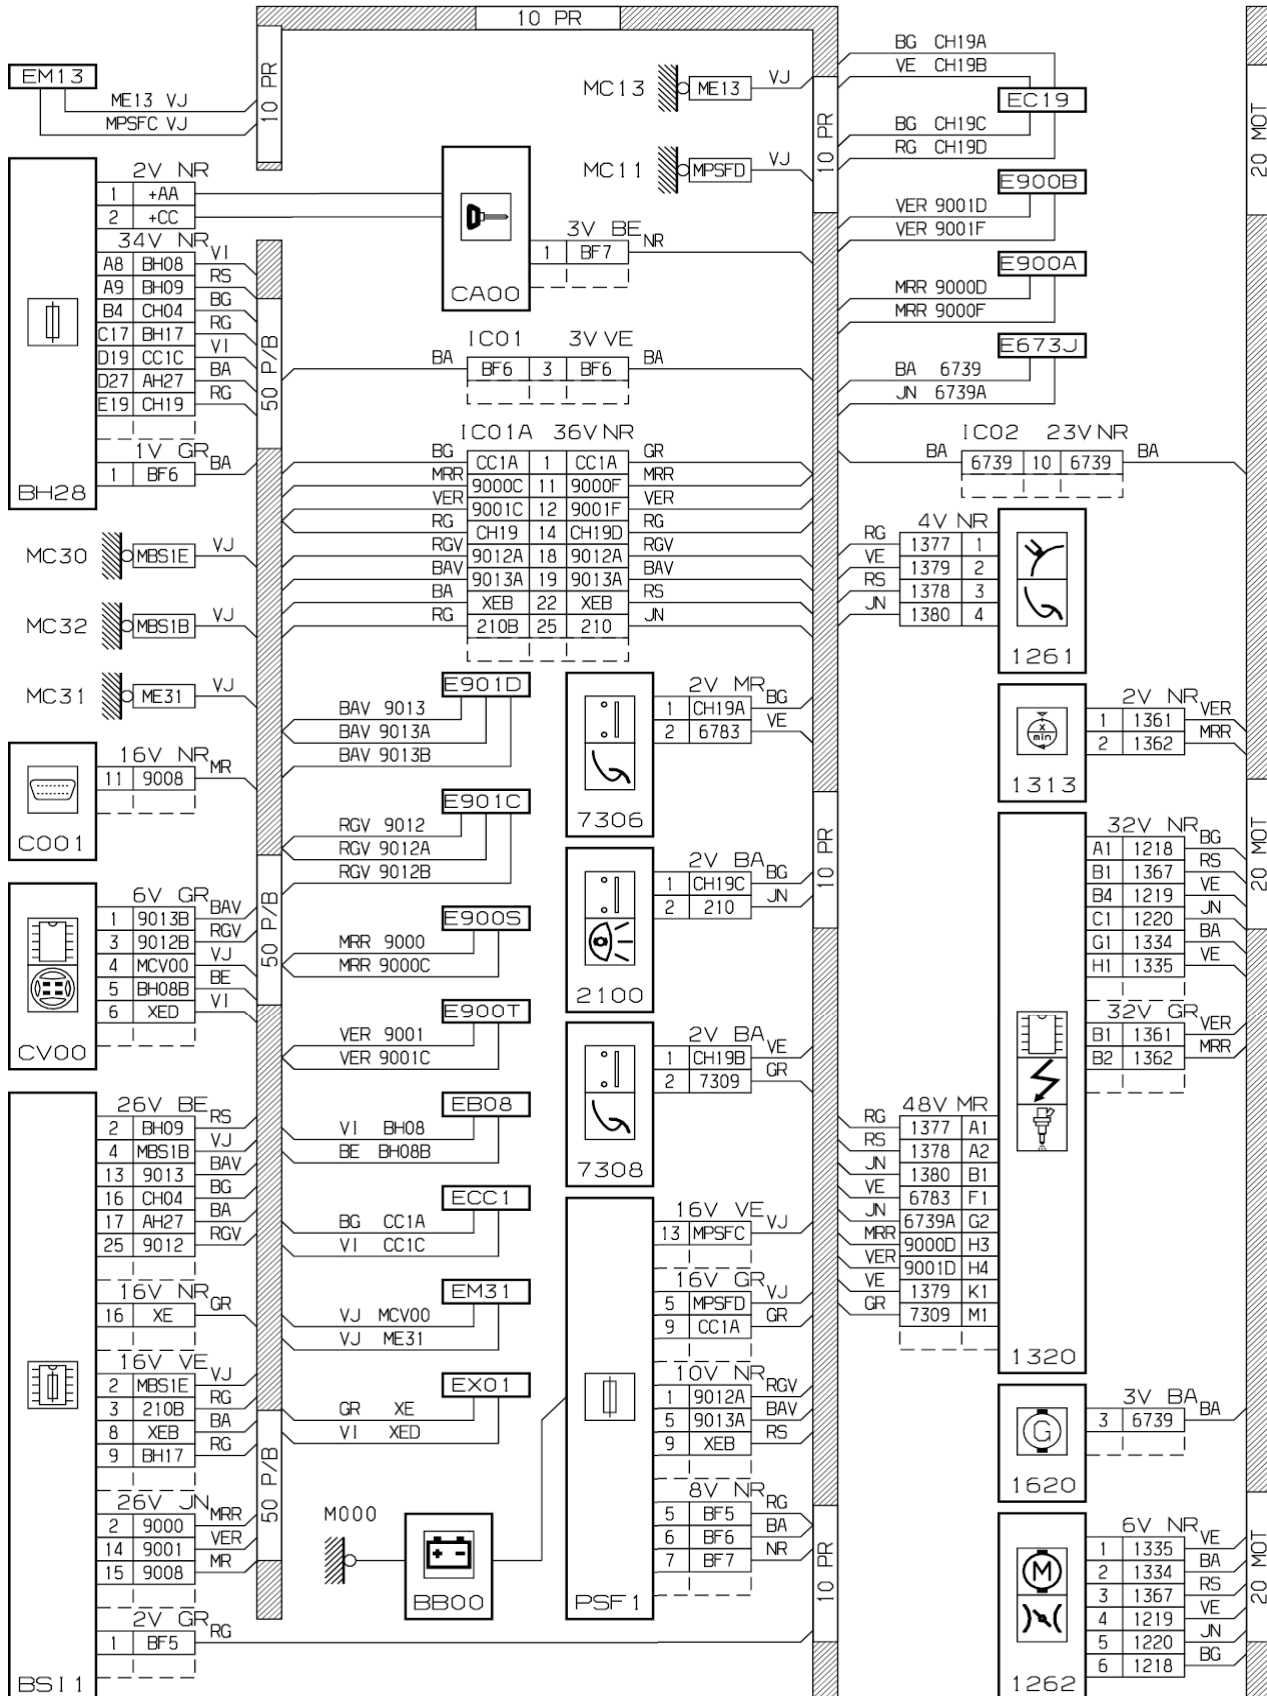 10 PR
EM13
ME13 VJ
MPSFC VJ
10 PR
2V NR
1 +AA
2 +CC
34V NR
A8 BH08 VI
A9 BH09 RS
B4 CH04 BG
C17 BH17 RG
D19 CC1C VI
D27 AH27 BA
E19 CH19 RG
1V GR
1 BF6 BA
BH28
50 P/B
MC30 MBS1E VJ
MC32 MBS1B VJ
MC31 ME31 VJ
16V NR
11 9008 MR
C001
6V GR
1 9013B BAV
3 9012B RGV
4 MCV00 VJ
5 BH08B BE
6 XED VI
CV00
50 P/B
26V BE
2 BH09 RS
4 MBS1B VJ
13 9013 BAV
16 CH04 BG
17 AH27 BA
25 9012 RGV
16V NR
16 XE GR
16V VE
2 MBS1E VJ
3 210B RG
8 XEB BA
9 BH17 RG
26V JN
2 9000 MRR
14 9001 VER
15 9008 MR
2V GR
1 BF5 RG
BSI1
50 P/B
CA00
3V BE
1 BF7 NR
MC13 ME13 VJ
MC11 MPSFD VJ
10 PR
IC01 3V VE
BA BF6 3 BF6 BA
IC01A 36V NR
BG CC1A 1 CC1A GR
MRR 9000C 11 9000F MRR
VER 9001C 12 9001F VER
RG CH19 14 CH19D RG
RGV 9012A 18 9012A RGV
BAV 9013A 19 9013A BAV
BA XEB 22 XEB RS
RG 210B 25 210 JN
E901D
BAV 9013
BAV 9013A
BAV 9013B
E901C
RGV 9012
RGV 9012A
RGV 9012B
E900S
MRR 9000
MRR 9000C
E900T
VER 9001
VER 9001C
EB08
VI BH08
BE BH08B
ECC1
BG CC1A
VI CC1C
EM31
VJ MCV00
VJ ME31
EX01
GR XE
VI XED
M000
BB00
2V MR
1 CH19A BG
2 6783 VE
7306
2V BA
1 CH19C BG
2 210 JN
2100
2V BA
1 CH19B VE
2 7309 GR
7308
10 PR
16V VE
13 MPSFC VJ
16V GR
5 MPSFD VJ
9 CC1A GR
10V NR
1 9012A RGV
5 9013A BAV
9 XEB RS
8V NR
5 BF5 RG
6 BF6 BA
7 BF7 NR
PSF1
10 PR
BG CH19A
VE CH19B
EC19
BG CH19C
RG CH19D
E900B
VER 9001D
VER 9001F
E900A
MRR 9000D
MRR 9000F
E673J
BA 6739
JN 6739A
IC02 23V NR
BA 6739 10 6739 BA
4V NR
RG 1377 1
VE 1379 2
RS 1378 3
JN 1380 4
1261
2V NR
1 1361 VER
2 1362 MRR
1313
32V NR
A1 1218 BG
B1 1367 RS
B4 1219 VE
C1 1220 JN
G1 1334 BA
H1 1335 VE
32V GR
B1 1361 VER
B2 1362 MRR
48V MR
RG 1377 A1
RS 1378 A2
JN 1380 B1
VE 6783 F1
JN 6739A G2
MRR 9000D H3
VER 9001D H4
VE 1379 K1
GR 7309 M1
1320
3V BA
3 6739 BA
1620
6V NR
1 1335 VE
2 1334 BA
3 1367 RS
4 1219 VE
5 1220 JN
6 1218 BG
1262
20 MOT
20 MOT
20 MOT